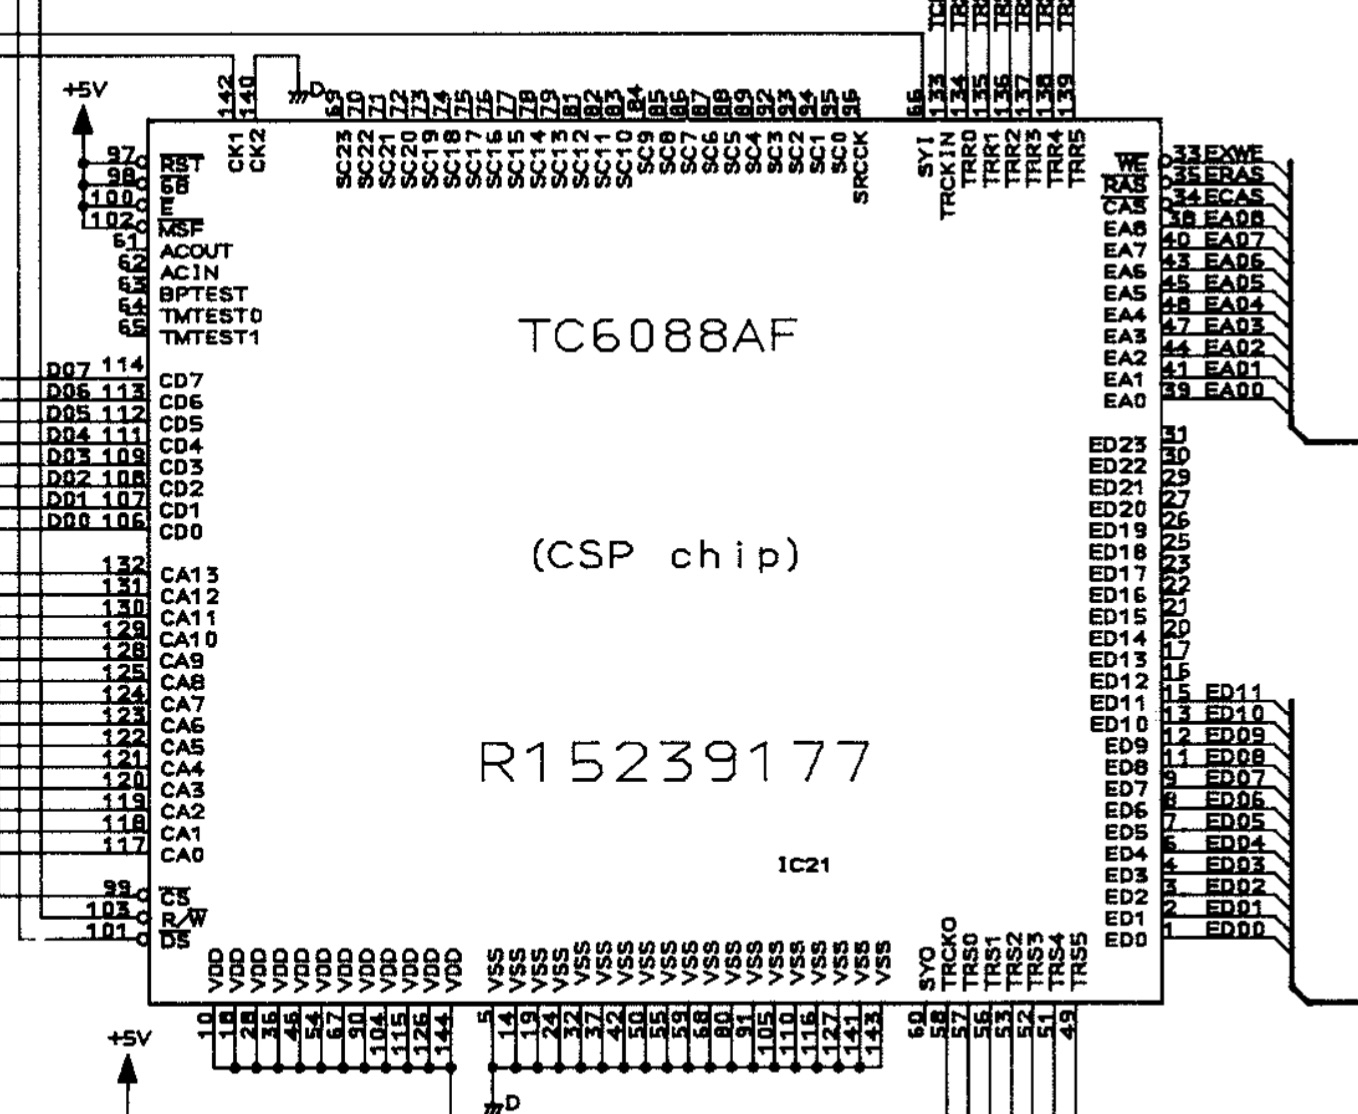 +5V
142 140 D 69 70 71 72 73 74 75 76 77 78 79 81 82 83 84 85 86 87 88 89 92 93 94 95 96 66 133 134 135 136 137 138 139
CK1 CK2 SC23 SC22 SC21 SC20 SC19 SC18 SC17 SC16 SC15 SC14 SC13 SC12 SC11 SC10 SC9 SC8 SC7 SC6 SC5 SC4 SC3 SC2 SC1 SC0 SRCCK SYI TRCKIN TRR0 TRR1 TRR2 TRR3 TRR4 TRR5
97 RST
98
100
102 MSF
61 ACOUT
62 ACIN
63 BPTEST
64 TMTEST0
65 TMTEST1
D07 114 CD7
D06 113 CD6
D05 112 CD5
D04 111 CD4
D03 109 CD3
D02 108 CD2
D01 107 CD1
D00 106 CD0
132 CA13
131 CA12
130 CA11
129 CA10
128 CA9
125 CA8
124 CA7
123 CA6
122 CA5
121 CA4
120 CA3
119 CA2
118 CA1
117 CA0
99 CS
103 R/W
101 DS
TC6088AF
(CSP chip)
R15239177
IC21
WE 33 EXWE
RAS 35 ERAS
CAS 34 ECAS
EA8 38 EA08
EA7 40 EA07
EA6 43 EA06
EA5 45 EA05
EA4 48 EA04
EA3 47 EA03
EA2 44 EA02
EA1 41 EA01
EA0 39 EA00
ED23 31
ED22 30
ED21 29
ED20 27
ED19 26
ED18 25
ED17 23
ED16 22
ED15 21
ED14 20
ED13 17
ED12 16
ED11 15 ED11
ED10 13 ED10
ED9 12 ED09
ED8 11 ED08
ED7 9 ED07
ED6 8 ED06
ED5 7 ED05
ED4 6 ED04
ED3 4 ED03
ED2 3 ED02
ED1 2 ED01
ED0 1 ED00
VDD VDD VDD VDD VDD VDD VDD VDD VDD VDD VDD VDD VSS VSS VSS VSS VSS VSS VSS VSS VSS VSS VSS VSS VSS VSS VSS VSS VSS VSS VSS SYO TRCKO TRS0 TRS1 TRS2 TRS3 TRS4 TRS5
10 18 28 36 46 54 67 90 104 115 126 144 5 14 19 24 32 37 42 50 55 59 68 80 91 105 110 116 127 141 143 60 58 57 56 53 52 51 49
+5V
D